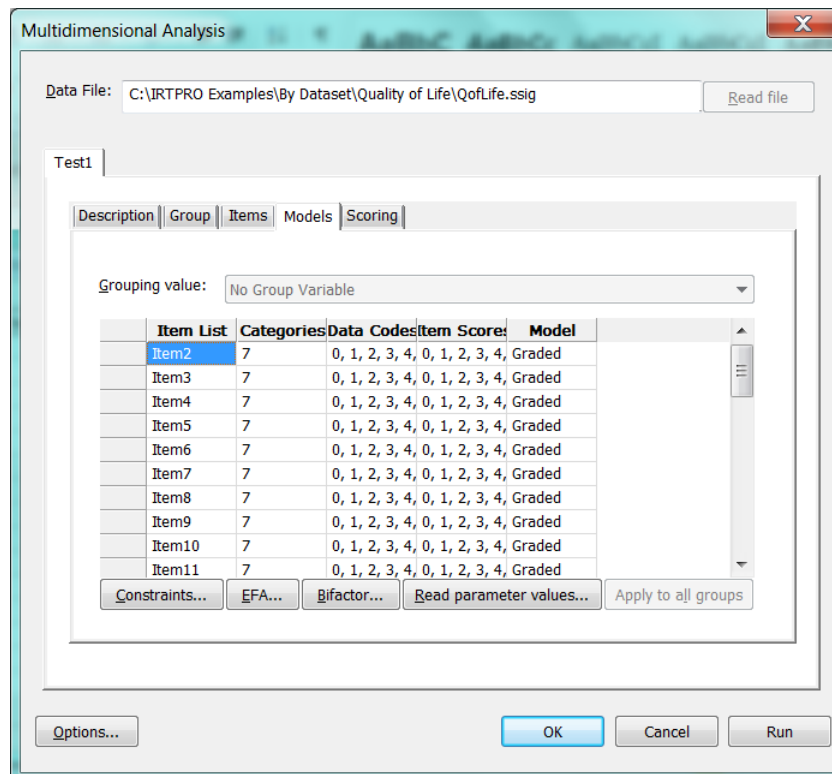 Multidimensional Analysis
Data File: C:\IRTPRO Examples\By Dataset\Quality of Life\QofLife.ssig Read file
Test1
Description Group Items Models Scoring
Grouping value: No Group Variable
Item List Categories Data Codes Item Scores Model
Item2 7 0, 1, 2, 3, 4, 0, 1, 2, 3, 4, Graded
Item3 7 0, 1, 2, 3, 4, 0, 1, 2, 3, 4, Graded
Item4 7 0, 1, 2, 3, 4, 0, 1, 2, 3, 4, Graded
Item5 7 0, 1, 2, 3, 4, 0, 1, 2, 3, 4, Graded
Item6 7 0, 1, 2, 3, 4, 0, 1, 2, 3, 4, Graded
Item7 7 0, 1, 2, 3, 4, 0, 1, 2, 3, 4, Graded
Item8 7 0, 1, 2, 3, 4, 0, 1, 2, 3, 4, Graded
Item9 7 0, 1, 2, 3, 4, 0, 1, 2, 3, 4, Graded
Item10 7 0, 1, 2, 3, 4, 0, 1, 2, 3, 4, Graded
Item11 7 0, 1, 2, 3, 4, 0, 1, 2, 3, 4, Graded
Constraints... EFA... Bifactor... Read parameter values... Apply to all groups
Options... OK Cancel Run